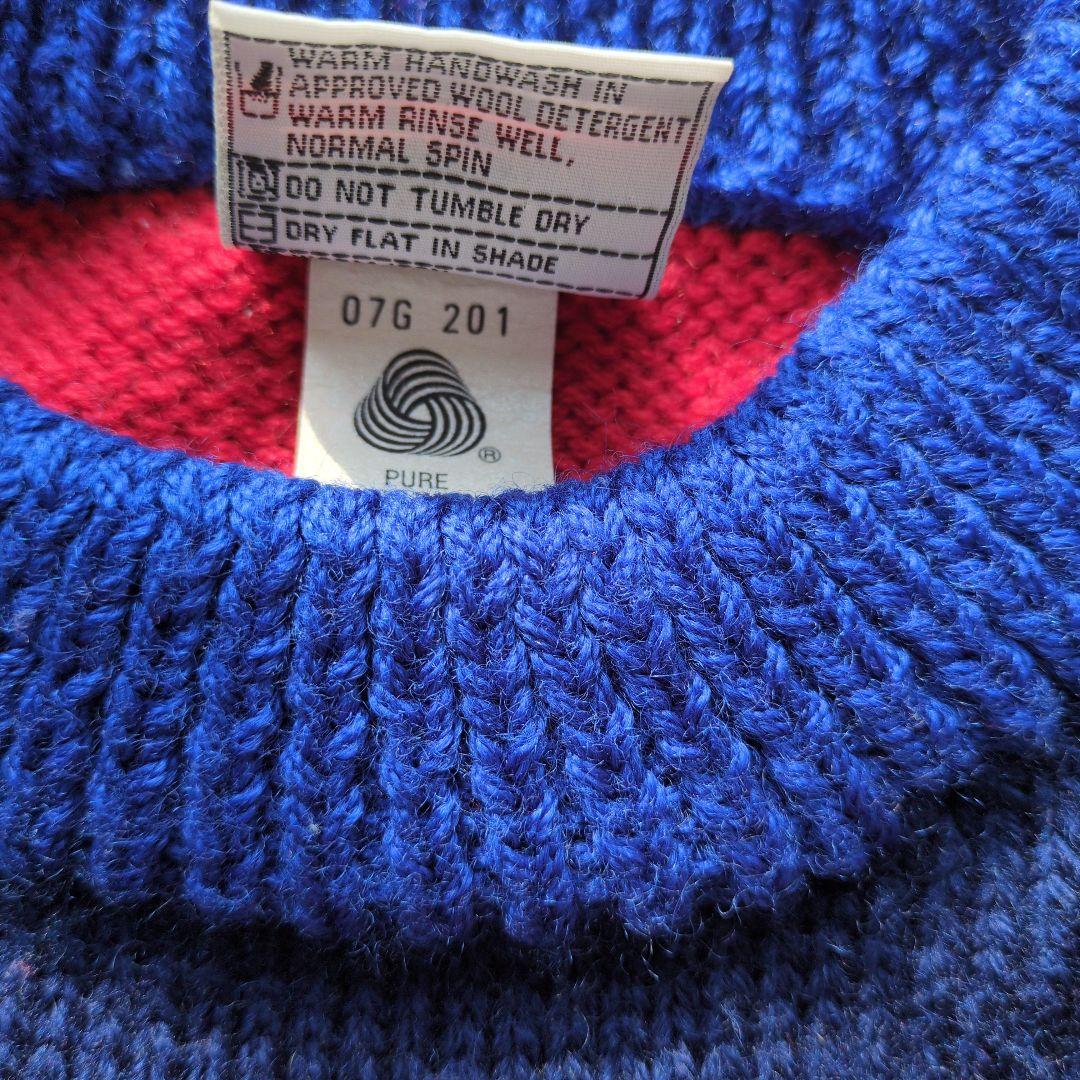 WARM HANDWASH IN
APPROVED WOOL DETERGENT
WARM RINSE WELL,
NORMAL SPIN
DO NOT TUMBLE DRY
DRY FLAT IN SHADE
07G 201
®
PURE